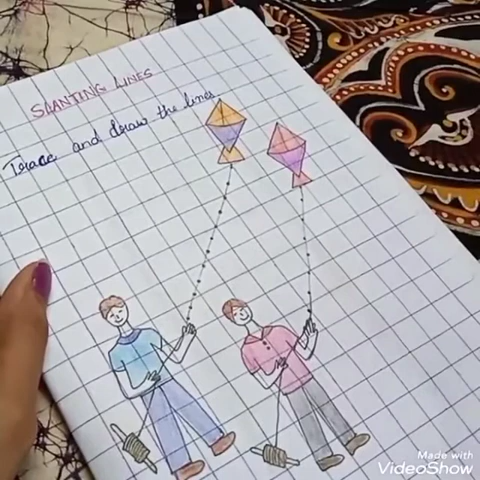 SLANTING LINES
Trace and draw the lines
Made with
VideoShow